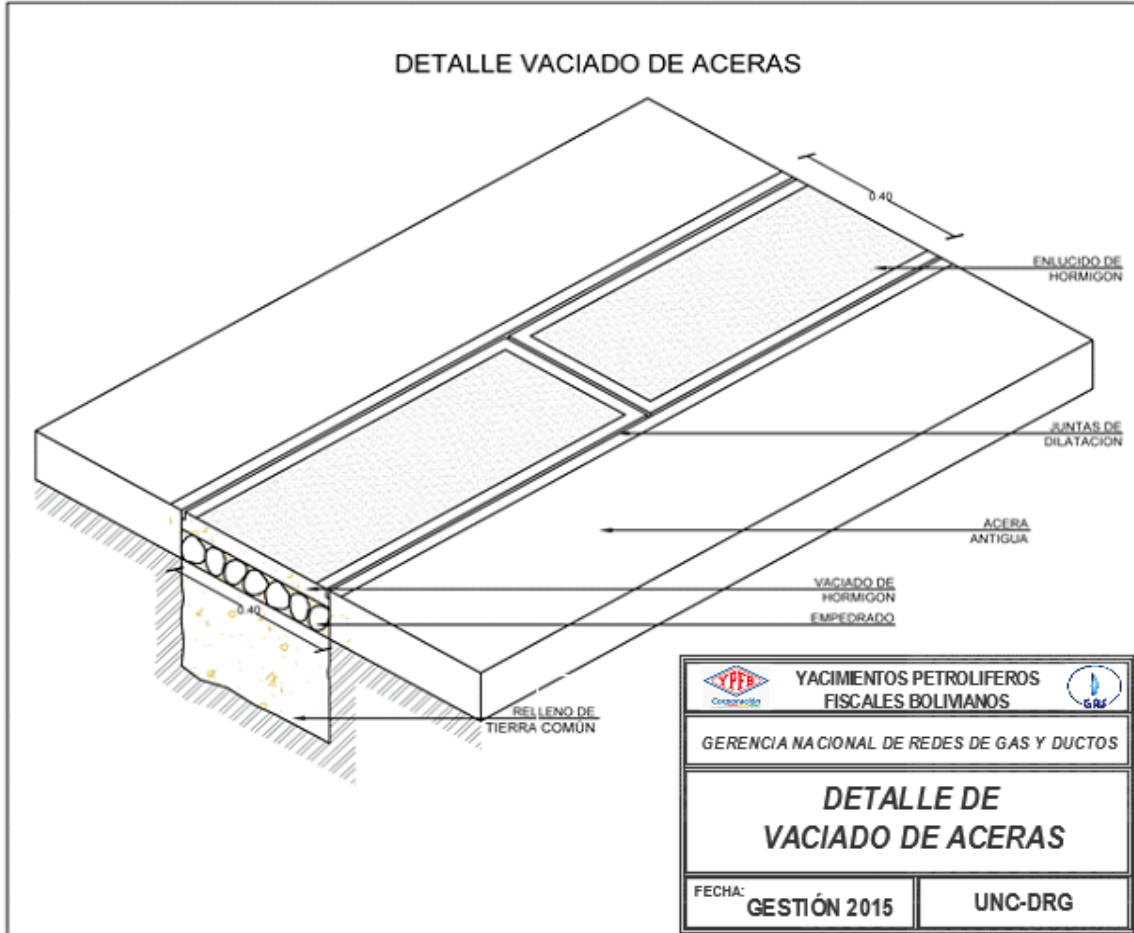 DETALLE VACIADO DE ACERAS
0.40
ENLUCIDO DE
HORMIGON
JUNTAS DE
DILATACION
ACERA
ANTIGUA
VACIADO DE
HORMIGON
0.40
EMPEDRADO
RELLENO DE
TIERRA COMÚN
YPFB
Corporación
YACIMIENTOS PETROLIFEROS
FISCALES BOLIVIANOS
GAS
GERENCIA NACIONAL DE REDES DE GAS Y DUCTOS
DETALLE DE
VACIADO DE ACERAS
FECHA: GESTIÓN 2015
UNC-DRG